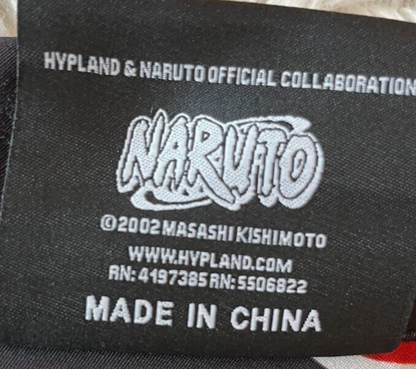 HYPLAND & NARUTO OFFICIAL COLLABORATION
NARUTO
©2002 MASASHI KISHIMOTO
WWW.HYPLAND.COM
RN: 4197385 RN: 5506822
MADE IN CHINA